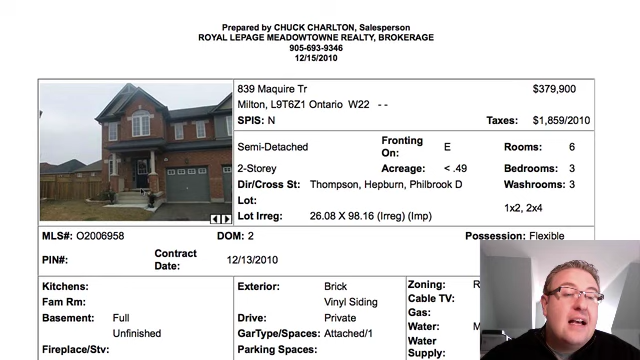 Prepared by CHUCK CHARLTON, Salesperson
ROYAL LEPAGE MEADOWTOWNE REALTY, BROKERAGE
905-693-9346
12/15/2010
839 Maquire Tr $379,900
Milton, L9T6Z1 Ontario W22 - -
SPIS: N Taxes: $1,859/2010
Semi-Detached Fronting On: E Rooms: 6
2-Storey Acreage: < .49 Bedrooms: 3
Dir/Cross St: Thompson, Hepburn, Philbrook D Washrooms: 3
Lot: 1x2, 2x4
Lot Irreg: 26.08 X 98.16 (Irreg) (Imp)
MLS#: O2006958 DOM: 2 Possession: Flexible
PIN#: Contract Date: 12/13/2010
Kitchens: Exterior: Brick Zoning: R
Fam Rm: Vinyl Siding Cable TV:
Basement: Full Drive: Private Gas:
Unfinished GarType/Spaces: Attached/1 Water: M
Fireplace/Stv: Parking Spaces: Water Supply: